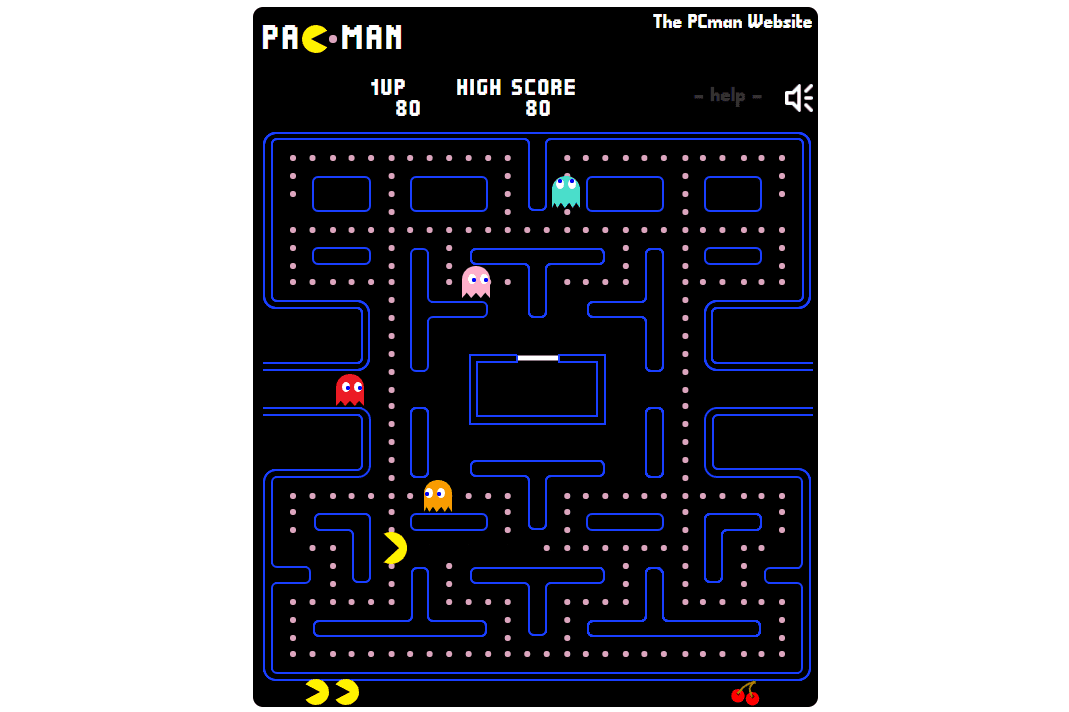 The PCman Website
PAC•MAN
1UP HIGH SCORE
80 80
- help -